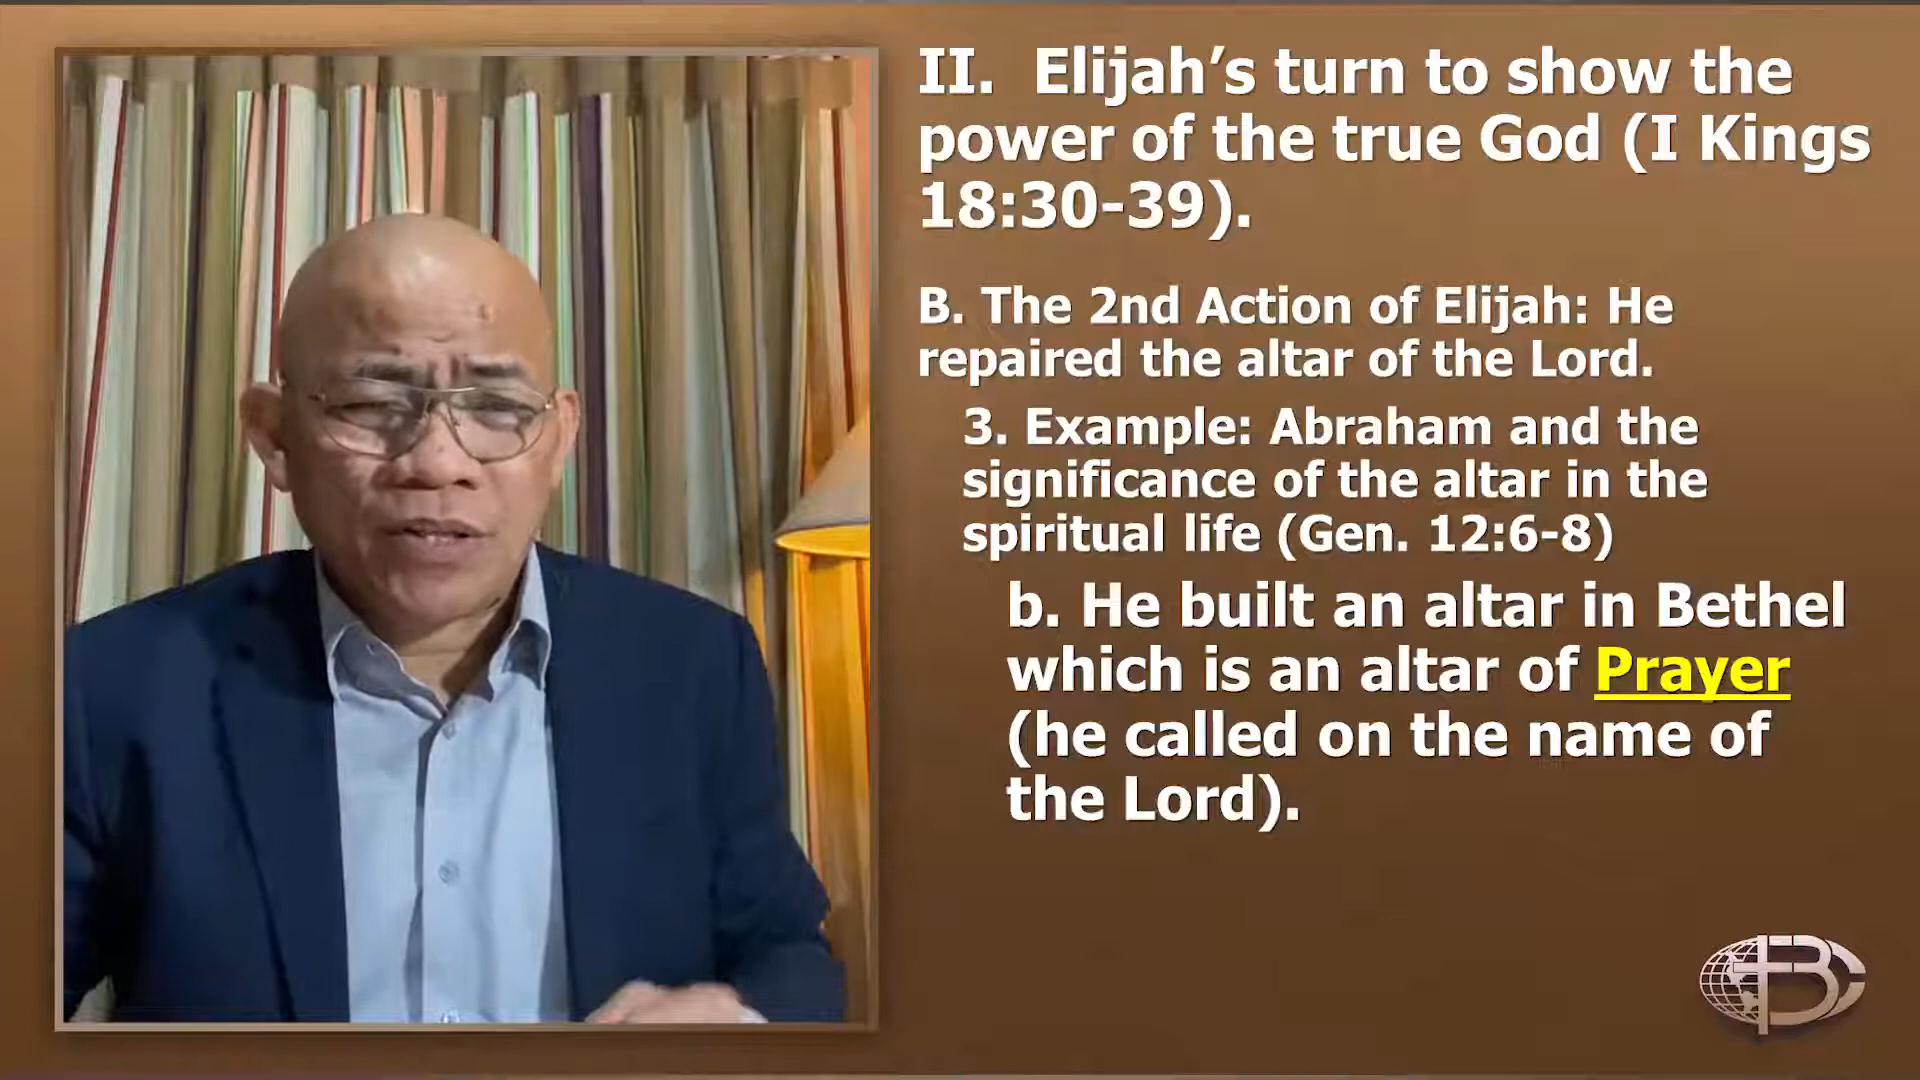 II. Elijah’s turn to show the
power of the true God (I Kings
18:30-39).
B. The 2nd Action of Elijah: He
repaired the altar of the Lord.
3. Example: Abraham and the
significance of the altar in the
spiritual life (Gen. 12:6-8)
b. He built an altar in Bethel
which is an altar of Prayer
(he called on the name of
the Lord).